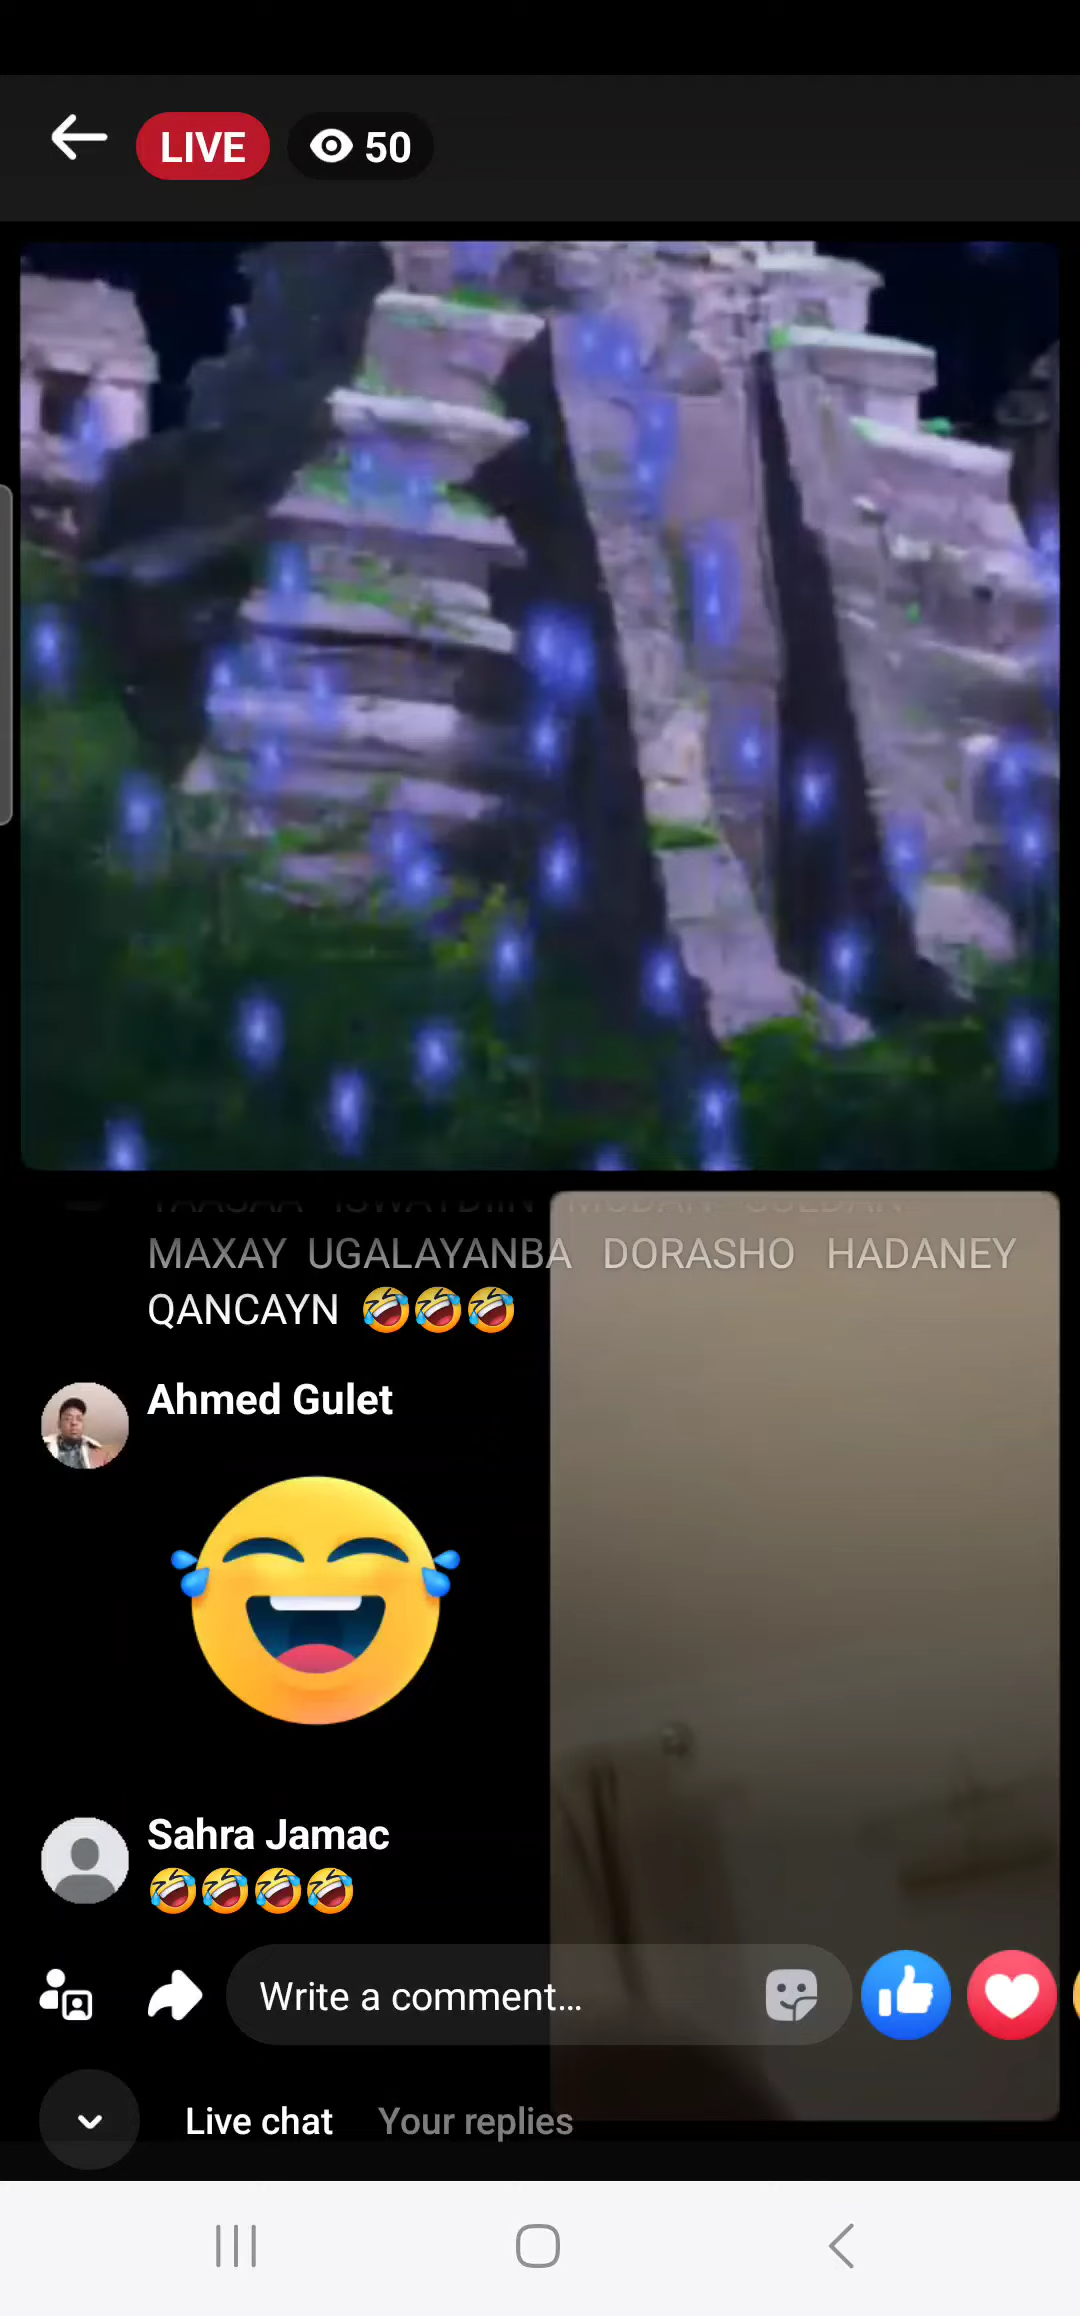 LIVE 50
MAXAY UGALAYANBA DORASHO HADANEY
QANCAYN 🤣🤣🤣
Ahmed Gulet
Sahra Jamac
🤣🤣🤣🤣
Write a comment...
Live chat Your replies